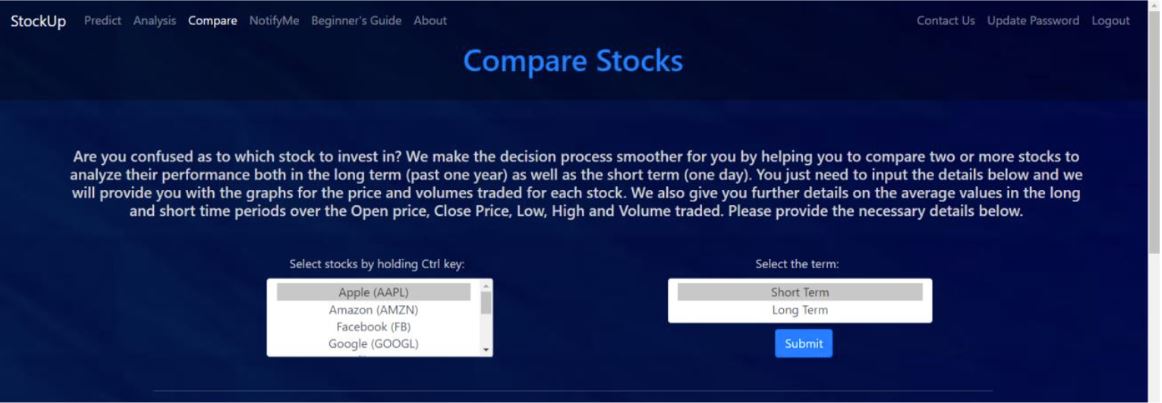 StockUp Predict Analysis Compare NotifyMe Beginner's Guide About Contact Us Update Password Logout
Compare Stocks
Are you confused as to which stock to invest in? We make the decision process smoother for you by helping you to compare two or more stocks to
analyze their performance both in the long term (past one year) as well as the short term (one day). You just need to input the details below and we
will provide you with the graphs for the price and volumes traded for each stock. We also give you further details on the average values in the long
and short time periods over the Open price, Close Price, Low, High and Volume traded. Please provide the necessary details below.
Select stocks by holding Ctrl key:
Apple (AAPL)
Amazon (AMZN)
Facebook (FB)
Google (GOOGL)
Select the term:
Short Term
Long Term
Submit